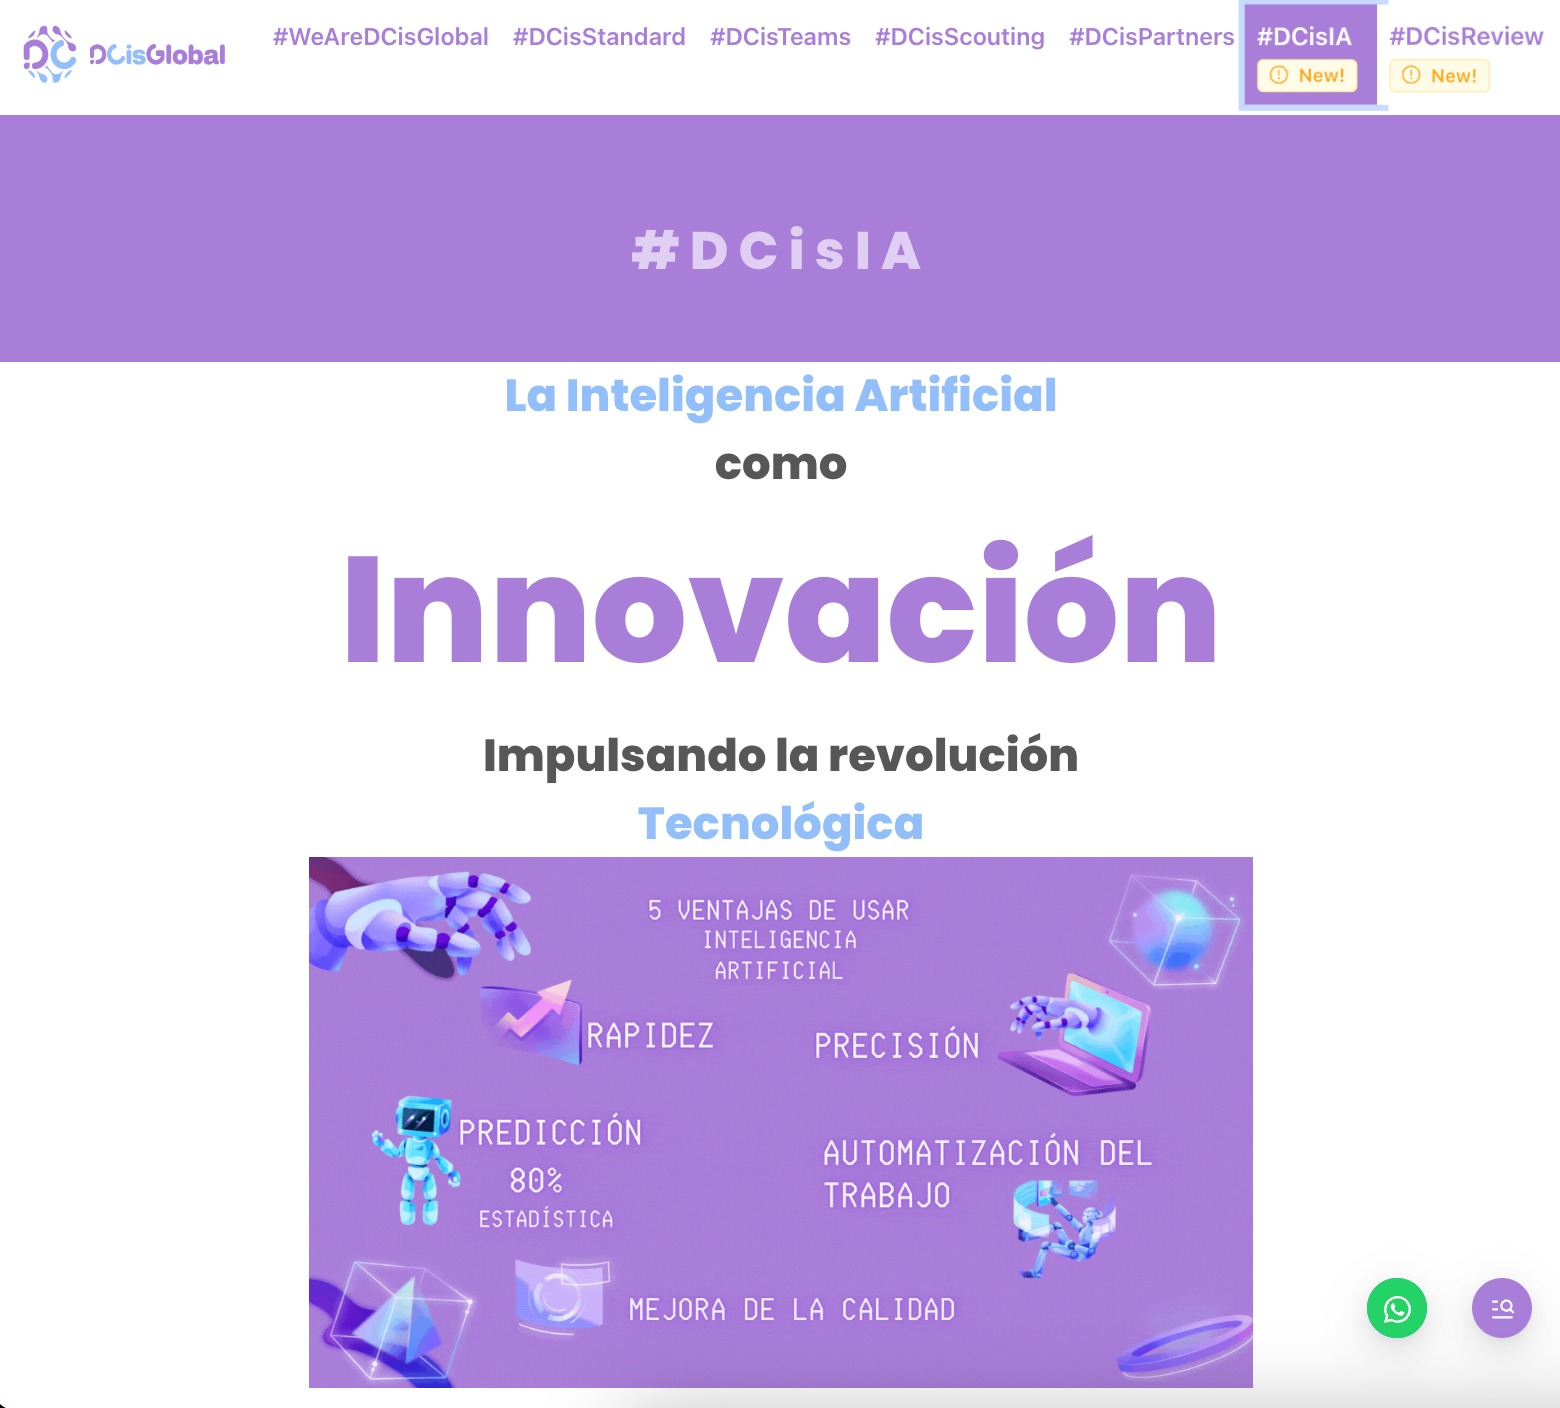 DC DCisGlobal
#WeAreDCisGlobal #DCisStandard #DCisTeams #DCisScouting #DCisPartners #DCisIA #DCisReview
New! New!
#DCisIA
La Inteligencia Artificial
como
Innovación
Impulsando la revolución
Tecnológica
5 VENTAJAS DE USAR
INTELIGENCIA
ARTIFICIAL
RAPIDEZ
PRECISIÓN
PREDICCIÓN
80%
ESTADÍSTICA
AUTOMATIZACIÓN DEL
TRABAJO
MEJORA DE LA CALIDAD